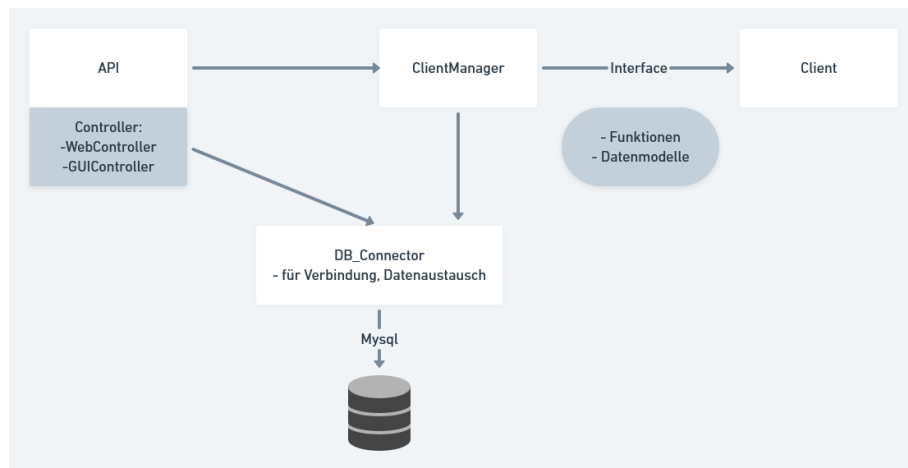 API
ClientManager
Interface
Client
Controller:
-WebController
-GUIController
- Funktionen
- Datenmodelle
DB_Connector
- für Verbindung, Datenaustausch
Mysql